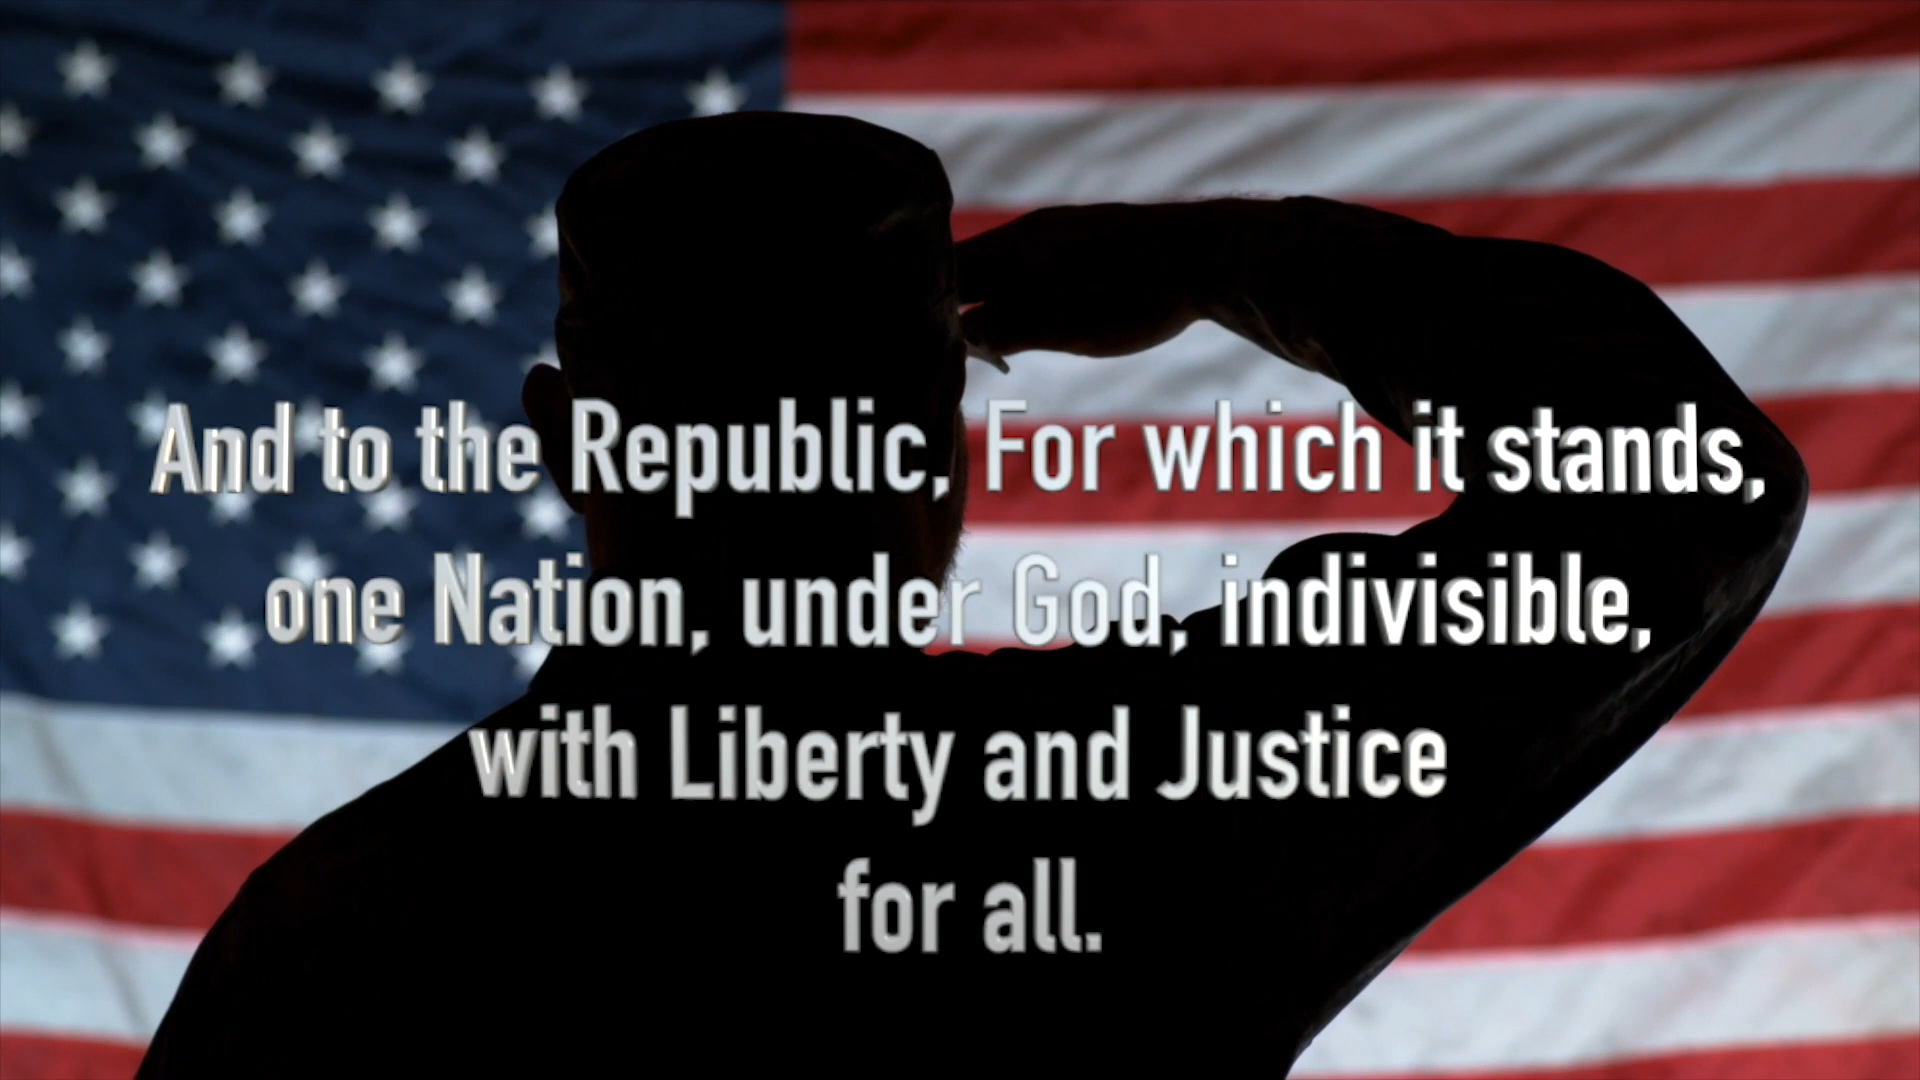 And to the Republic, For which it stands,
one Nation, under God, indivisible,
with Liberty and Justice
for all.